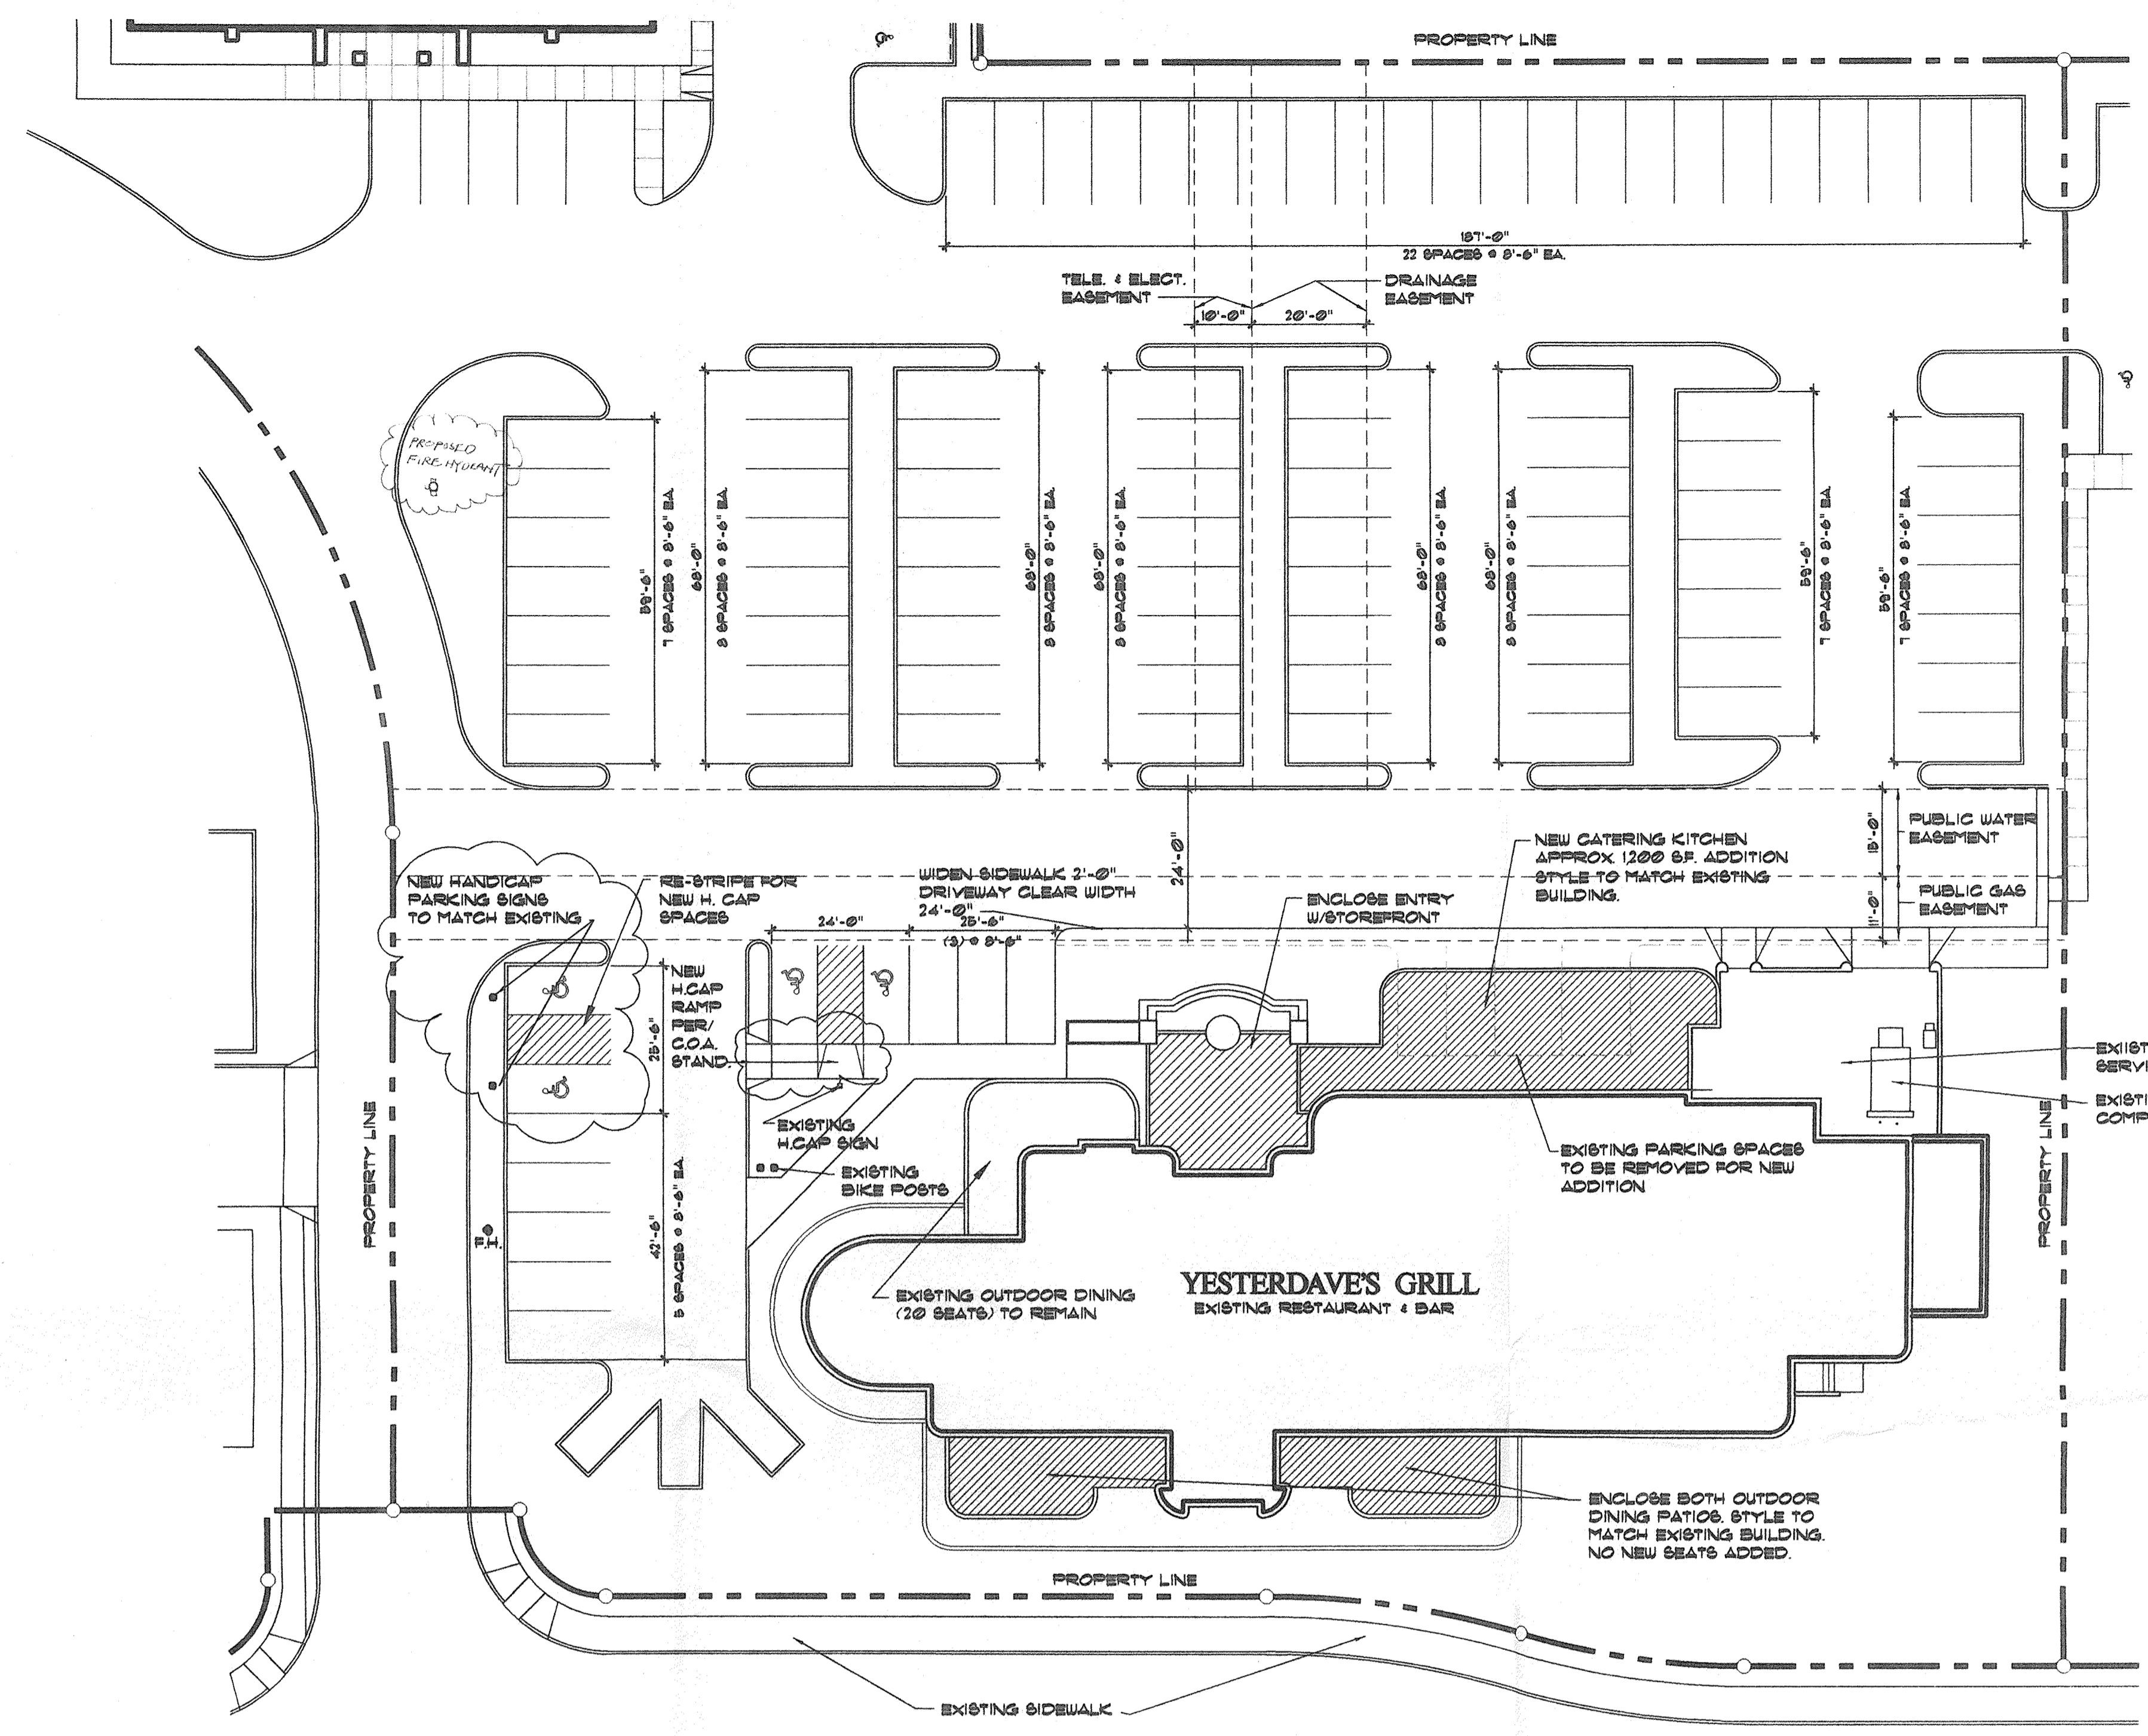 PROPERTY LINE
187'-0"
22 SPACES @ 8'-6" EA.
TELE. & ELECT.
EASEMENT
DRAINAGE
EASEMENT
10'-0"
20'-0"
PROPOSED
FIRE HYDRANT
59'-6"
7 SPACES @ 8'-6" EA.
68'-0"
8 SPACES @ 8'-6" EA.
68'-0"
8 SPACES @ 8'-6" EA.
68'-0"
8 SPACES @ 8'-6" EA.
68'-0"
8 SPACES @ 8'-6" EA.
68'-0"
8 SPACES @ 8'-6" EA.
59'-6"
7 SPACES @ 8'-6" EA.
59'-6"
7 SPACES @ 8'-6" EA.
NEW HANDICAP
PARKING SIGNS
TO MATCH EXISTING
RE-STRIPE FOR
NEW H. CAP
SPACES
WIDEN SIDEWALK 2'-0"
DRIVEWAY CLEAR WIDTH
24'-0"
24'-0"
25'-6"
(3) @ 8'-6"
24'-0"
ENCLOSE ENTRY
W/STOREFRONT
NEW CATERING KITCHEN
APPROX. 1,200 S.F. ADDITION
STYLE TO MATCH EXISTING
BUILDING.
15'-0"
PUBLIC WATER
EASEMENT
11'-0"
PUBLIC GAS
EASEMENT
NEW
H.CAP
RAMP
PER/
C.O.A.
STAND.
25'-6"
EXISTING
H.CAP SIGN
EXISTING
BIKE POSTS
42'-6"
5 SPACES @ 8'-6" EA.
F.H.
PROPERTY LINE
EXIIST
SERVI
EXISTI
COMP
PROPERTY LINE
EXISTING PARKING SPACES
TO BE REMOVED FOR NEW
ADDITION
EXISTING OUTDOOR DINING
(20 SEATS) TO REMAIN
YESTERDAVE'S GRILL
EXISTING RESTAURANT & BAR
ENCLOSE BOTH OUTDOOR
DINING PATIOS. STYLE TO
MATCH EXISTING BUILDING.
NO NEW SEATS ADDED.
PROPERTY LINE
EXISTING SIDEWALK